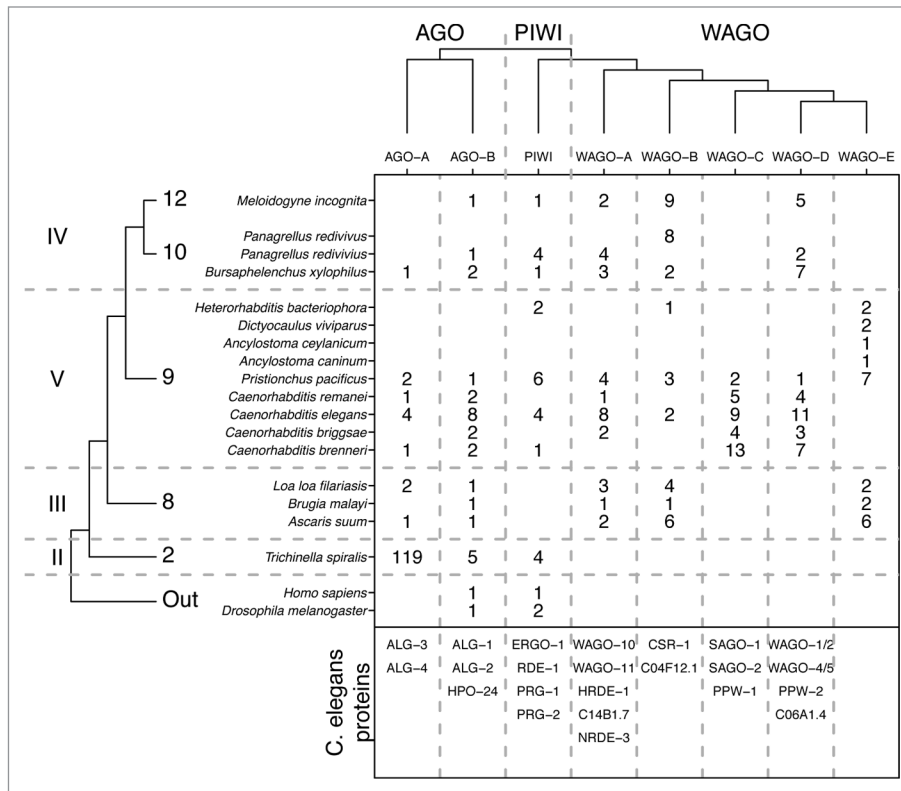 AGO PIWI WAGO
AGO–A AGO–B PIWI WAGO–A WAGO–B WAGO–C WAGO–D WAGO–E
12 Meloidogyne incognita 1 1 2 9 5
IV
Panagrellus redivivus 8
10 Panagrellus redivivius 1 4 4 2
Bursaphelenchus xylophilus 1 2 1 3 2 7
Heterorhabditis bacteriophora 2 1 2
Dictyocaulus viviparus 2
Ancylostoma ceylanicum 1
Ancylostoma caninum 1
V 9 Pristionchus pacificus 2 1 6 4 3 2 1 7
Caenorhabditis remanei 1 2 1 5 4
Caenorhabditis elegans 4 8 4 8 2 9 11
Caenorhabditis briggsae 2 2 4 3
Caenorhabditis brenneri 1 2 1 13 7
Loa loa filariasis 2 1 3 4 2
III 8 Brugia malayi 1 1 1 2
Ascaris suum 1 1 2 6 6
II 2 Trichinella spiralis 119 5 4
Homo sapiens 1 1
Out
Drosophila melanogaster 1 2
C. elegans
proteins
ALG–3 ALG–1 ERGO–1 WAGO–10 CSR–1 SAGO–1 WAGO–1/2
ALG–4 ALG–2 RDE–1 WAGO–11 C04F12.1 SAGO–2 WAGO–4/5
HPO–24 PRG–1 HRDE–1 PPW–1 PPW–2
PRG–2 C14B1.7 C06A1.4
NRDE–3